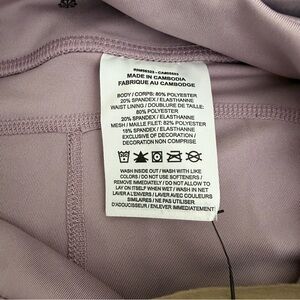 MADE IN CAMBODIA
FABRIQUE AU CAMBODGE
BODY / CORPS: 80% POLYESTER
20% SPANDEX / ELASTHANNE
WAIST LINING / DOUBLURE DE TAILLE:
80% POLYESTER
20% SPANDEX / ELASTHANNE
MESH / MAILLE FILET: 82% POLYESTER
18% SPANDEX / ELASTHANNE
EXCLUSIVE OF DECORATION /
DECORATION NON COMPRISE
WASH INSIDE OUT / WASH WITH LIKE
COLORS / DO NOT USE SOFTENERS /
REMOVE IMMEDIATELY / DO NOT ALLOW TO
LAY ON ITSELF WHEN WET / WASH IN NET
LAVER A L'ENVERS / LAVER AVEC COULEURS
SIMILAIRES / NE PAS UTILISER
D'ADOUCISSEUR / ENLEVER IMMEDIATEMENT